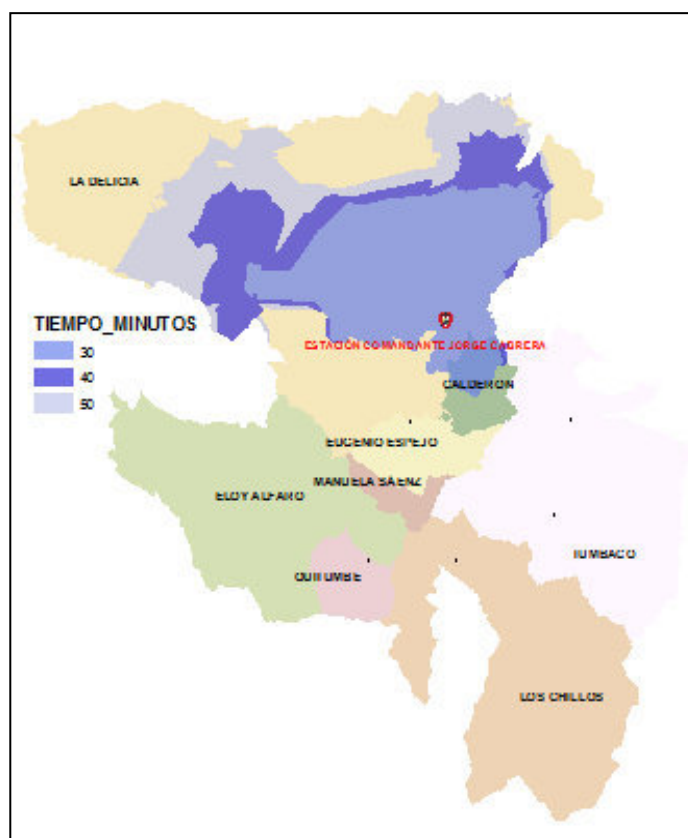 LA DELICIA
TIEMPO_MINUTOS
30
40
50
ESTACIÓN COMANDANTE JORGE CABRERA
CALDERON
EUGENIO ESPEJO
MANUELA SAENZ
ELOY ALFARO
TUMBACO
QUITUMBE
LOS CHILLOS